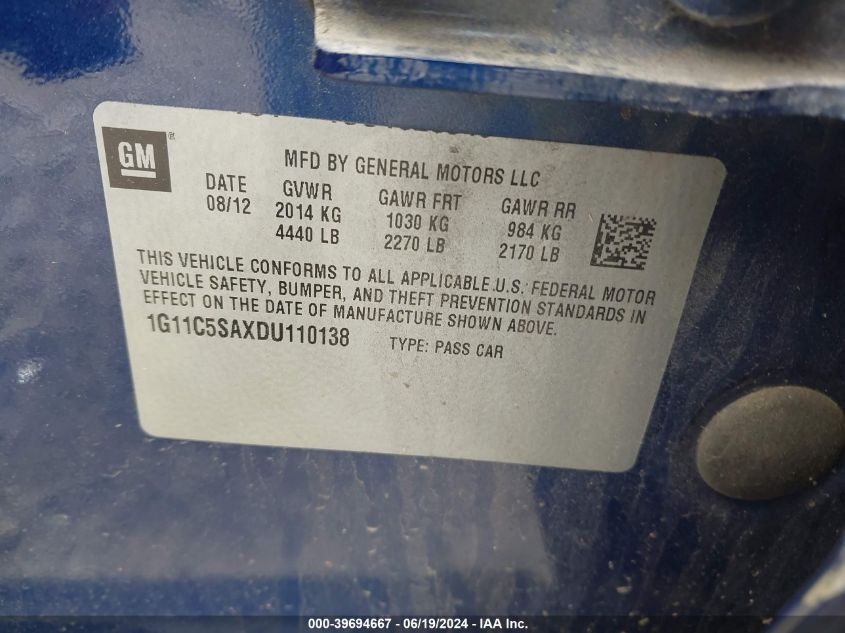 GM
®
MFD BY GENERAL MOTORS LLC
DATE GVWR GAWR FRT GAWR RR
08/12 2014 KG 1030 KG 984 KG
4440 LB 2270 LB 2170 LB
THIS VEHICLE CONFORMS TO ALL APPLICABLE U.S. FEDERAL MOTOR
VEHICLE SAFETY, BUMPER, AND THEFT PREVENTION STANDARDS IN
EFFECT ON THE DATE OF MANUFACTURE SHOWN ABOVE.
1G11C5SAXDU110138 TYPE: PASS CAR
000-39694667 - 06/19/2024 - IAA Inc.